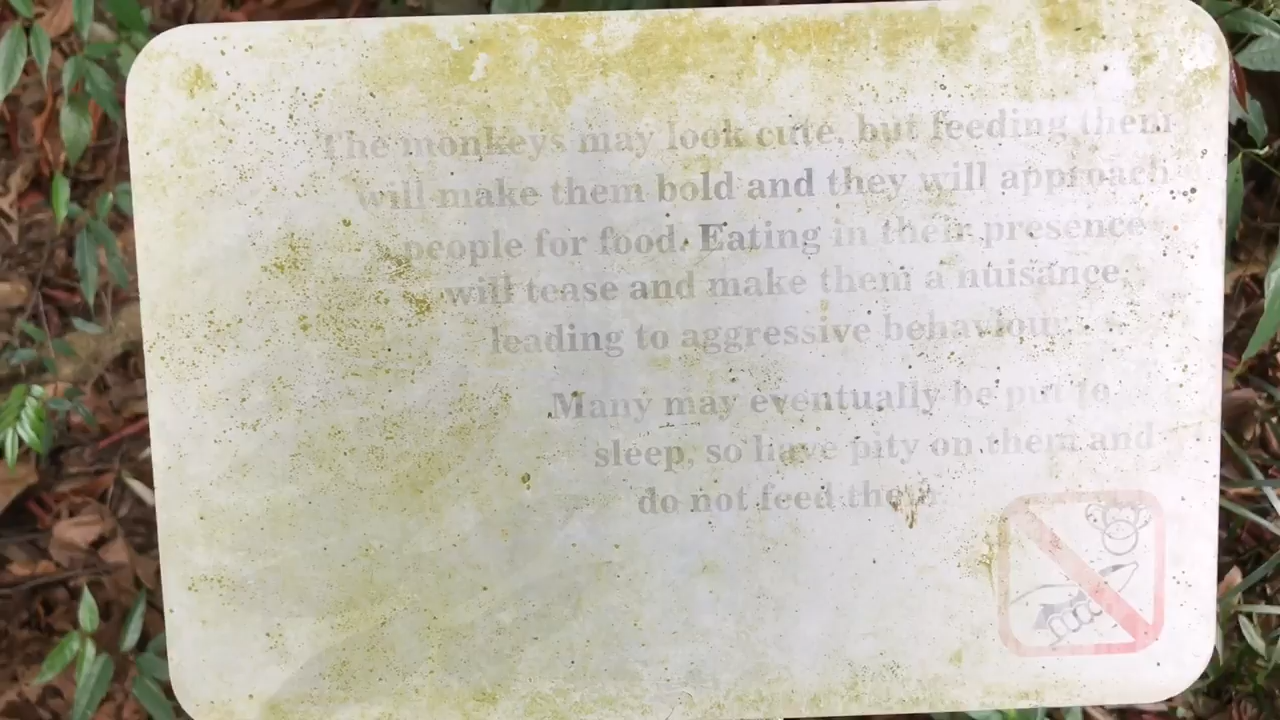 The monkeys may look cute, but feeding them
will make them bold and they will approach
people for food. Eating in their presence
will tease and make them a nuisance,
leading to aggressive behaviour.
Many may eventually be put to
sleep, so have pity on them and
do not feed them.